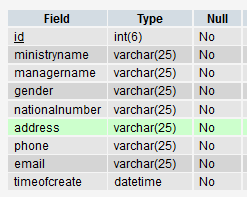 Field Type Null
id int(6) No
ministryname varchar(25) No
managername varchar(25) No
gender varchar(25) No
nationalnumber varchar(25) No
address varchar(25) No
phone varchar(25) No
email varchar(25) No
timeofcreate datetime No